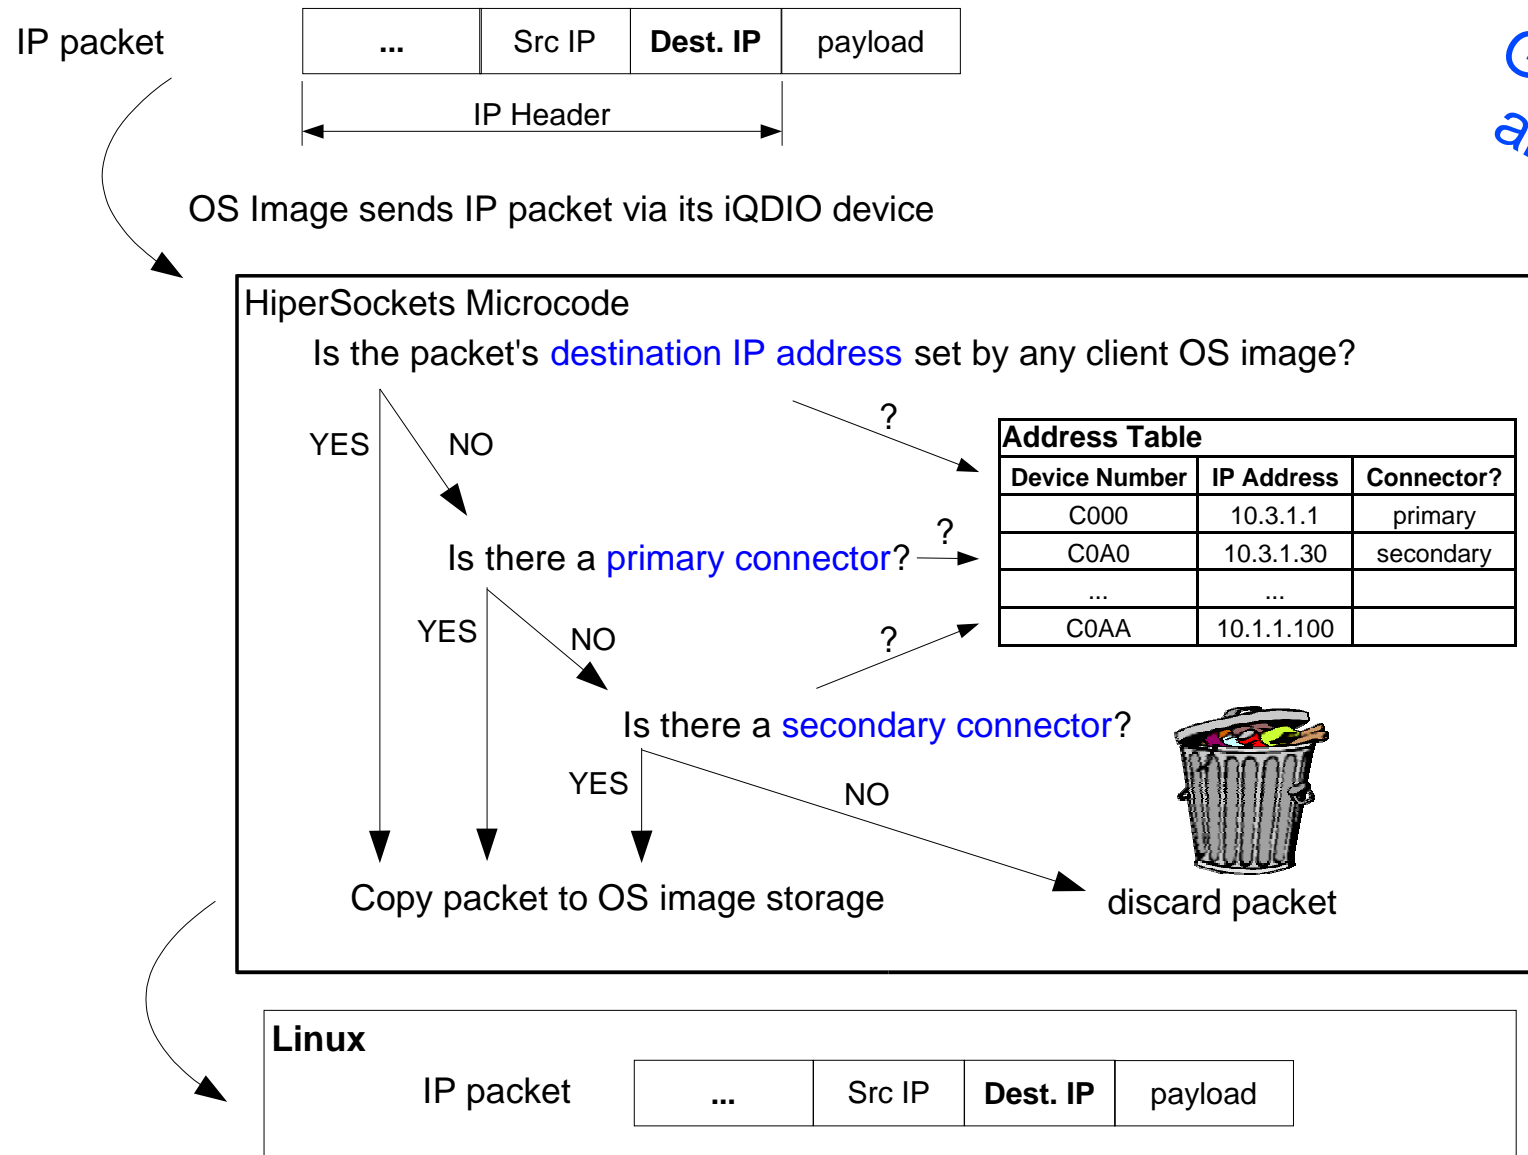 IP packet
... Src IP Dest. IP payload
IP Header
OS Image sends IP packet via its iQDIO device
HiperSockets Microcode
Is the packet's destination IP address set by any client OS image?
?
YES NO
Address Table
Device Number IP Address Connector?
C000 10.3.1.1 primary
C0A0 10.3.1.30 secondary
... ...
C0AA 10.1.1.100
Is there a primary connector? ?
YES NO ?
Is there a secondary connector?
YES NO
Copy packet to OS image storage
discard packet
Linux
IP packet ... Src IP Dest. IP payload